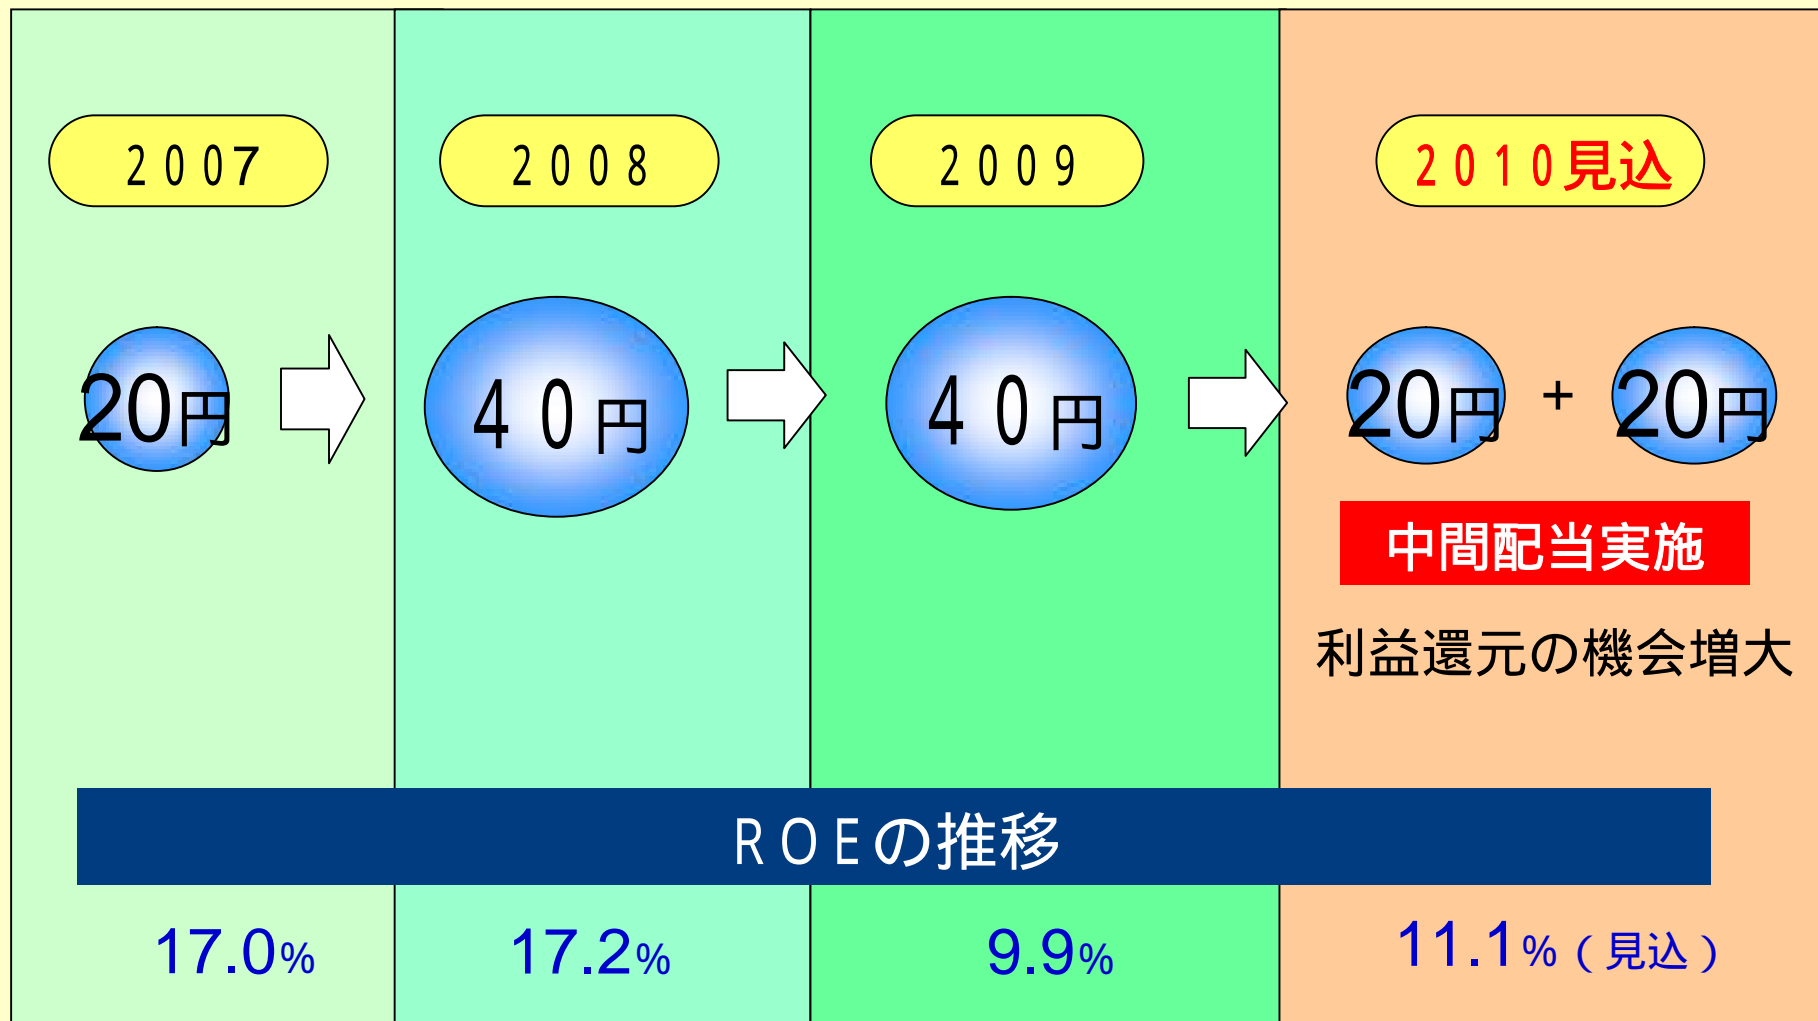 2007 2008 2009 2010見込
20円 40円 40円 20円 + 20円
中間配当実施
利益還元の機会増大
ROEの推移
17.0% 17.2% 9.9% 11.1%(見込)